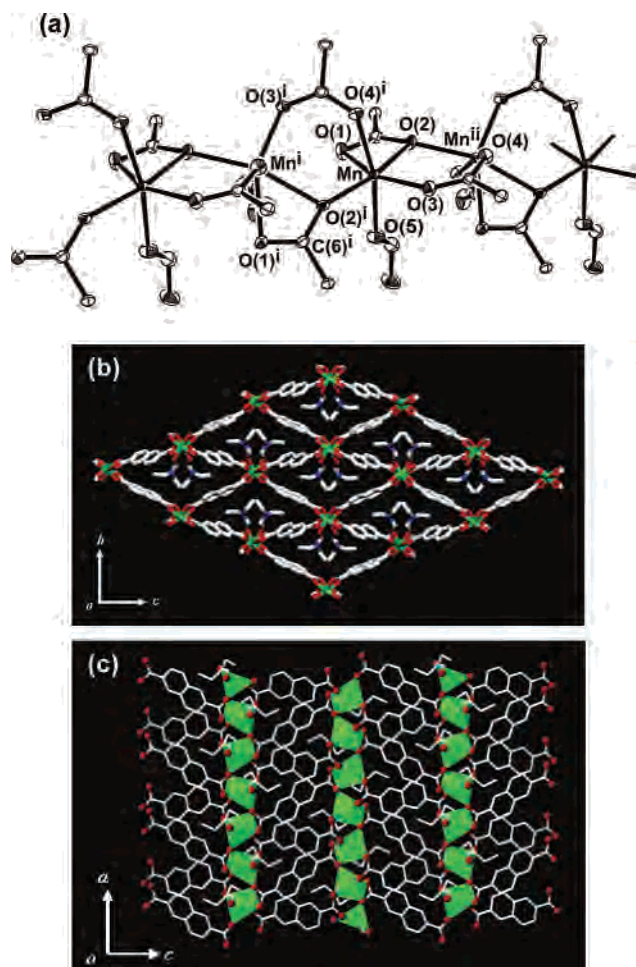 (a)
O(3)i O(4)i
O(1) O(2) Mnii O(4)
Mni Mn
O(2)i O(3)
O(5)
O(1)i C(6)i
(b)
b
o c
(c)
a
o c